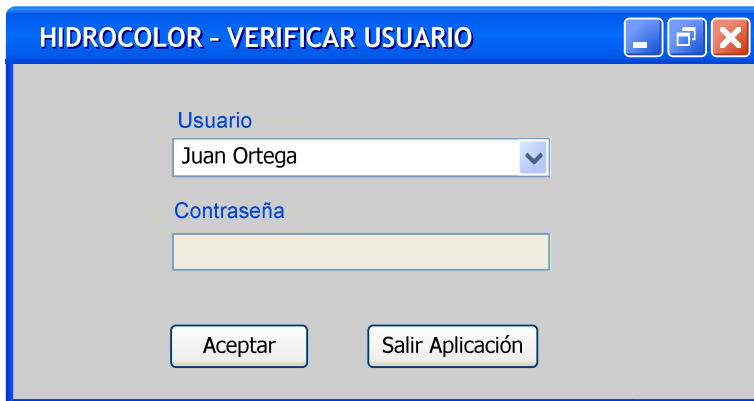 HIDROCOLOR – VERIFICAR USUARIO
Usuario
Juan Ortega
Contraseña
Aceptar
Salir Aplicación